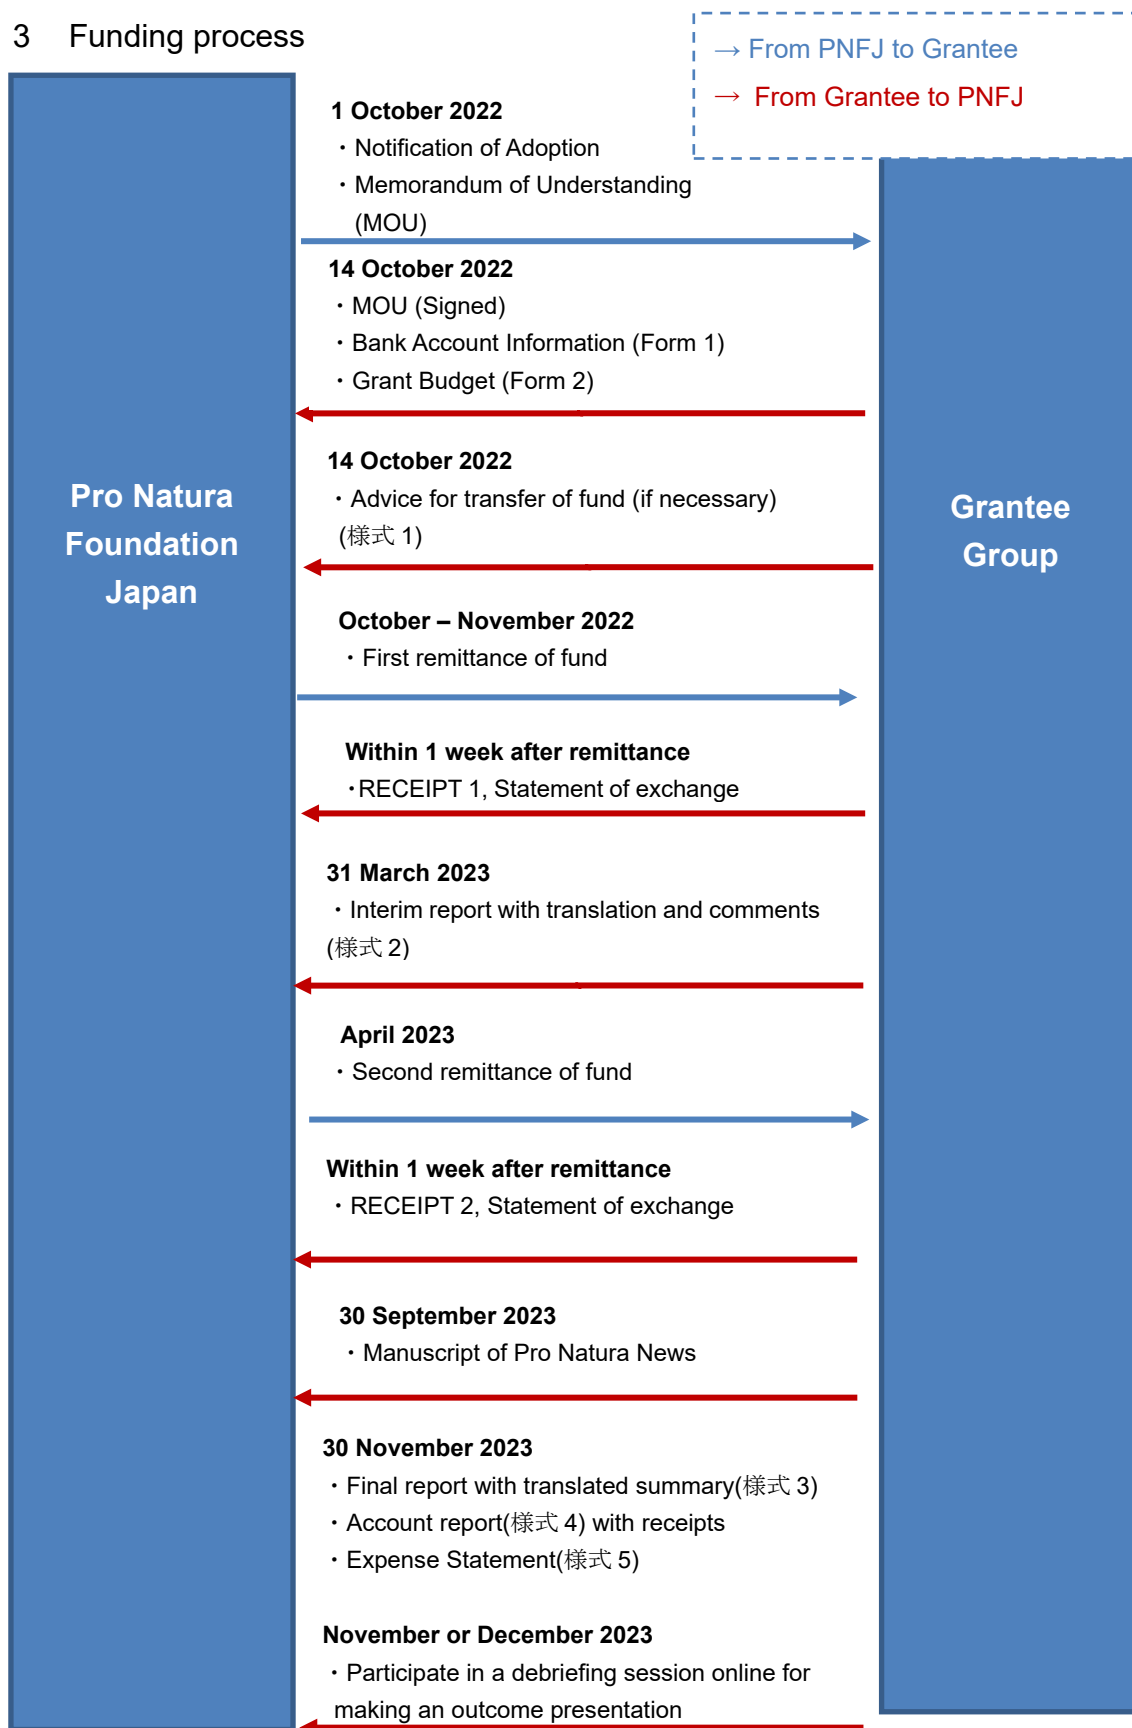 3 Funding process
→ From PNFJ to Grantee
→ From Grantee to PNFJ
1 October 2022
・Notification of Adoption
・Memorandum of Understanding
(MOU)
14 October 2022
・MOU (Signed)
・Bank Account Information (Form 1)
・Grant Budget (Form 2)
14 October 2022
・Advice for transfer of fund (if necessary)
(様式 1)
Pro Natura
Foundation
Japan
Grantee
Group
October – November 2022
・First remittance of fund
Within 1 week after remittance
・RECEIPT 1, Statement of exchange
31 March 2023
・Interim report with translation and comments
(様式 2)
April 2023
・Second remittance of fund
Within 1 week after remittance
・RECEIPT 2, Statement of exchange
30 September 2023
・Manuscript of Pro Natura News
30 November 2023
・Final report with translated summary(様式 3)
・Account report(様式 4) with receipts
・Expense Statement(様式 5)
November or December 2023
・Participate in a debriefing session online for
making an outcome presentation